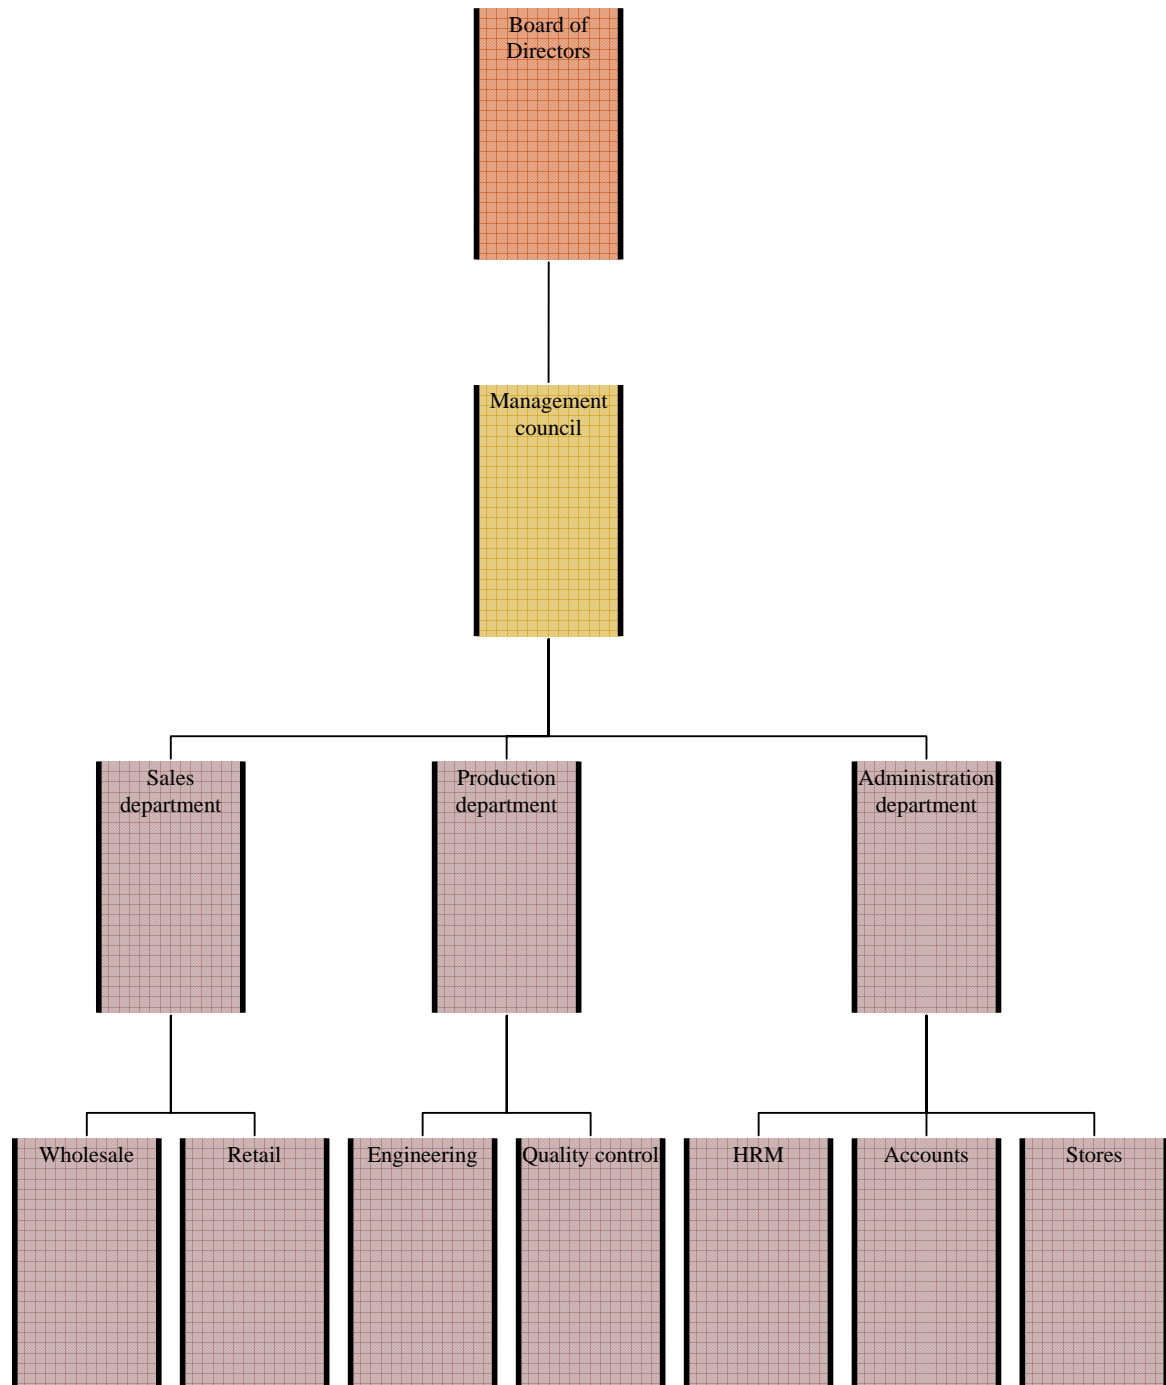 Board of
Directors
Management
council
Sales
department
Production
department
Administration
department
Wholesale
Retail
Engineering
Quality control
HRM
Accounts
Stores